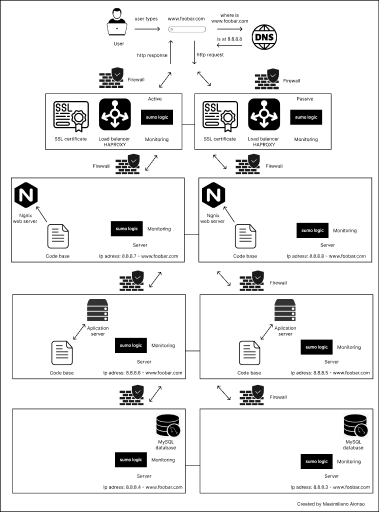 user types
www.foobar.com
where is
www.foobar.com
is at 8.8.8.8
DNS
User
http response
http request
Firewall
Firewall
Active
Passive
SSL
sumo logic
SSL
sumo logic
SSL certificate
Load balancer
HAPROXY
Monitoring
SSL certificate
Load balancer
HAPROXY
Monitoring
Firewall
Firewall
N
N
Ngnix
web server
sumo logic
Monitoring
Ngnix
web server
sumo logic
Monitoring
Server
Server
Code base
Ip adress: 8.8.8.7 - www.foobar.com
Code base
Ip adress: 8.8.8.8 - www.foobar.com
Firewall
Aplication
server
Aplication
server
sumo logic
Monitoring
sumo logic
Monitoring
Server
Server
Code base
Ip adress: 8.8.8.6 - www.foobar.com
Code base
Ip adress: 8.8.8.5 - www.foobar.com
Firewall
MySQL
database
MySQL
database
sumo logic
Monitoring
sumo logic
Monitoring
Server
Server
Ip adress: 8.8.8.4 - www.foobar.com
Ip adress: 8.8.8.3 - www.foobar.com
Created by Maximiliano Alonso